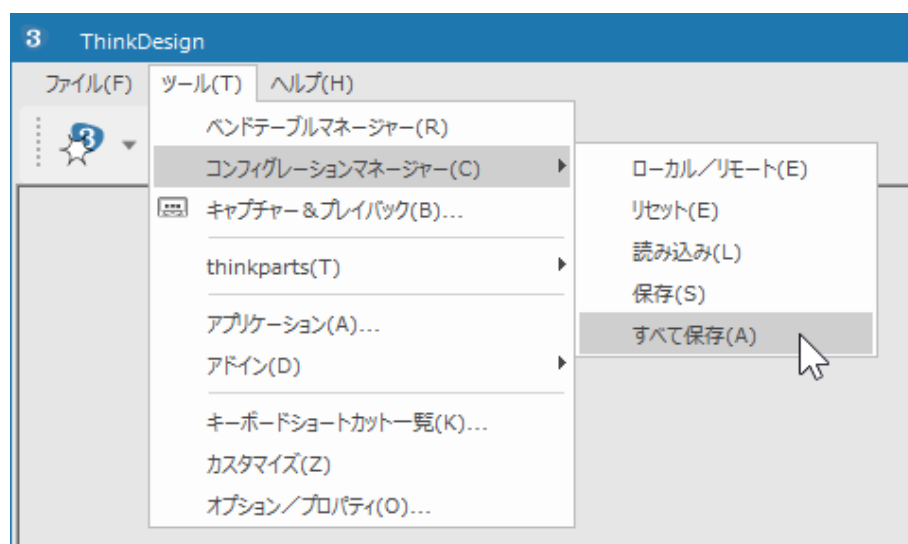 3 ThinkDesign
ファイル(F) ツール(T) ヘルプ(H)
3
ベンドテーブルマネージャー(R)
コンフィグレーションマネージャー(C)
キャプチャー＆プレイバック(B)...
thinkparts(T)
アプリケーション(A)...
アドイン(D)
キーボードショートカット一覧(K)...
カスタマイズ(Z)
オプション／プロパティ(O)...
ローカル／リモート(E)
リセット(E)
読み込み(L)
保存(S)
すべて保存(A)